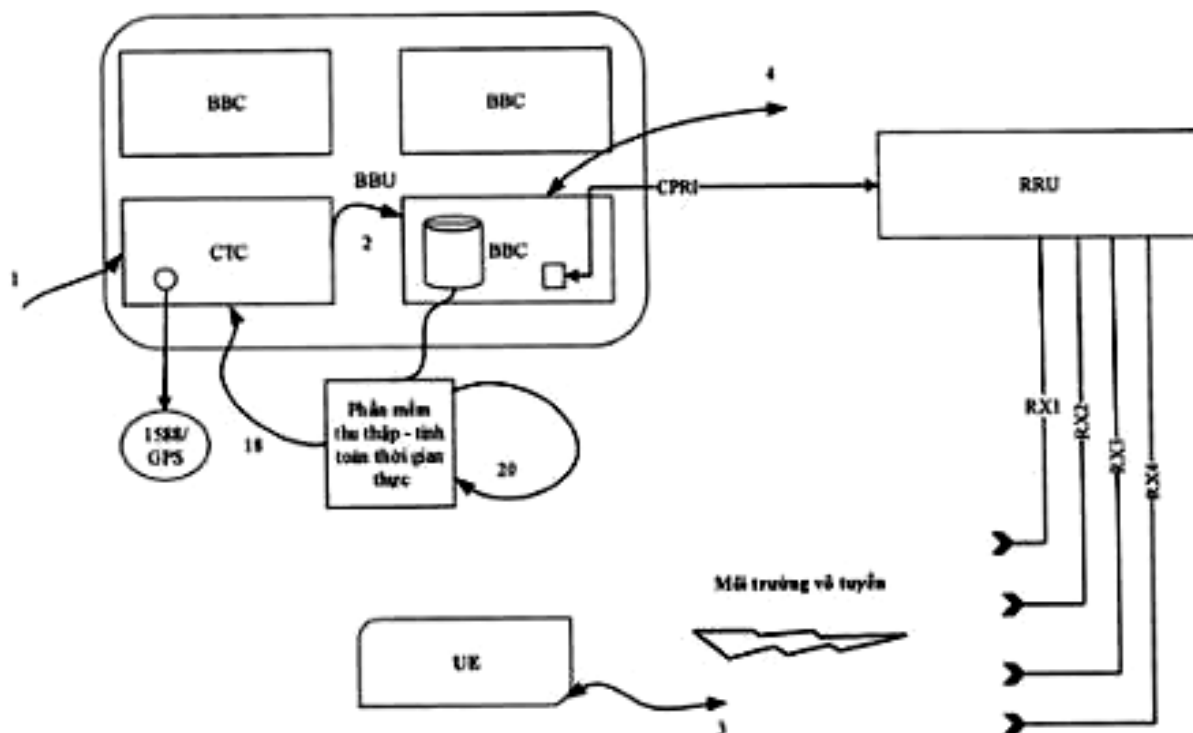 BBC
BBC
4
BBU
CPRI
RRU
CTC
2
BBC
1
1588/
GPS
18
Phần mềm
thu thập - tính
toán thời gian
thực
20
RX1
RX2
RX3
RX4
Môi trường vô tuyến
UE
3